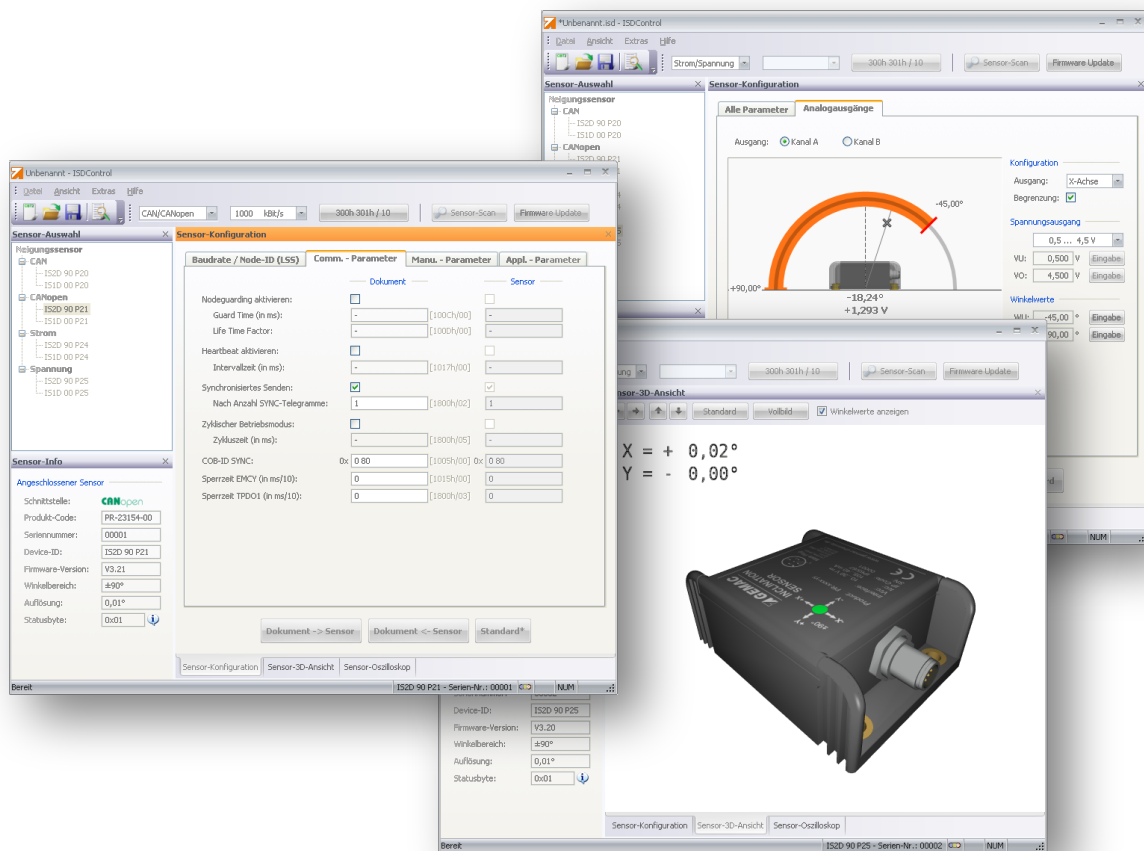 *Unbenannt.isd - ISDControl
Datei Ansicht Extras Hilfe
Strom/Spannung 300h 301h / 10 Sensor-Scan Firmware Update
Sensor-Auswahl
Neigungssensor
CAN
IS2D 90 P20
IS1D 00 P20
CANopen
IS2D 90 P21
Sensor-Konfiguration
Alle Parameter Analogausgänge
Ausgang: Kanal A Kanal B
-45,00°
+90,00°
-18,24°
+1,293 V
Konfiguration
Ausgang: X-Achse
Begrenzung:
Spannungsausgang
0,5 ... 4,5 V
VU: 0,500 V Eingabe
VO: 4,500 V Eingabe
Winkelwerte
WU: -45,00 ° Eingabe
90,00 ° Eingabe
NUM
Unbenannt - ISDControl
Datei Ansicht Extras Hilfe
CAN/CANopen 1000 kBit/s 300h 301h / 10 Sensor-Scan Firmware Update
Sensor-Auswahl
Neigungssensor
CAN
IS2D 90 P20
IS1D 00 P20
CANopen
IS2D 90 P21
IS1D 00 P21
Strom
IS2D 90 P24
IS1D 00 P24
Spannung
IS2D 90 P25
IS1D 00 P25
Sensor-Info
Angeschlossener Sensor
Schnittstelle: CANopen
Produkt-Code: PR-23154-00
Seriennummer: 00001
Device-ID: IS2D 90 P21
Firmware-Version: V3.21
Winkelbereich: ±90°
Auflösung: 0,01°
Statusbyte: 0x01
Sensor-Konfiguration
Baudrate / Node-ID (LSS) Comm. - Parameter Manu. - Parameter Appl. - Parameter
Dokument Sensor
Nodeguarding aktivieren:
Guard Time (in ms): - [100Ch/00] -
Life Time Factor: - [100Dh/00] -
Heartbeat aktivieren:
Intervallzeit (in ms): - [1017h/00] -
Synchronisiertes Senden:
Nach Anzahl SYNC-Telegramme: 1 [1800h/02] 1
Zyklischer Betriebsmodus:
Zykluszeit (in ms): - [1800h/05] -
COB-ID SYNC: 0x 0 80 [1005h/00] 0x 0 80
Sperrzeit EMCY (in ms/10): 0 [1015h/00] 0
Sperrzeit TPDO1 (in ms/10): 0 [1800h/03] 0
Dokument -> Sensor Dokument <- Sensor Standard*
Sensor-Konfiguration Sensor-3D-Ansicht Sensor-Oszilloskop
Bereit IS2D 90 P21 - Serien-Nr.: 00001 NUM
300h 301h / 10 Sensor-Scan Firmware Update
Sensor-3D-Ansicht
Standard Vollbild Winkelwerte anzeigen
X = + 0,02°
Y = - 0,00°
GEMAC
INCLINATION
SENSOR
±90°
Device-ID: IS2D 90 P25
Firmware-Version: V3.20
Winkelbereich: ±90°
Auflösung: 0,01°
Statusbyte: 0x01
Sensor-Konfiguration Sensor-3D-Ansicht Sensor-Oszilloskop
Bereit IS2D 90 P25 - Serien-Nr.: 00002 NUM